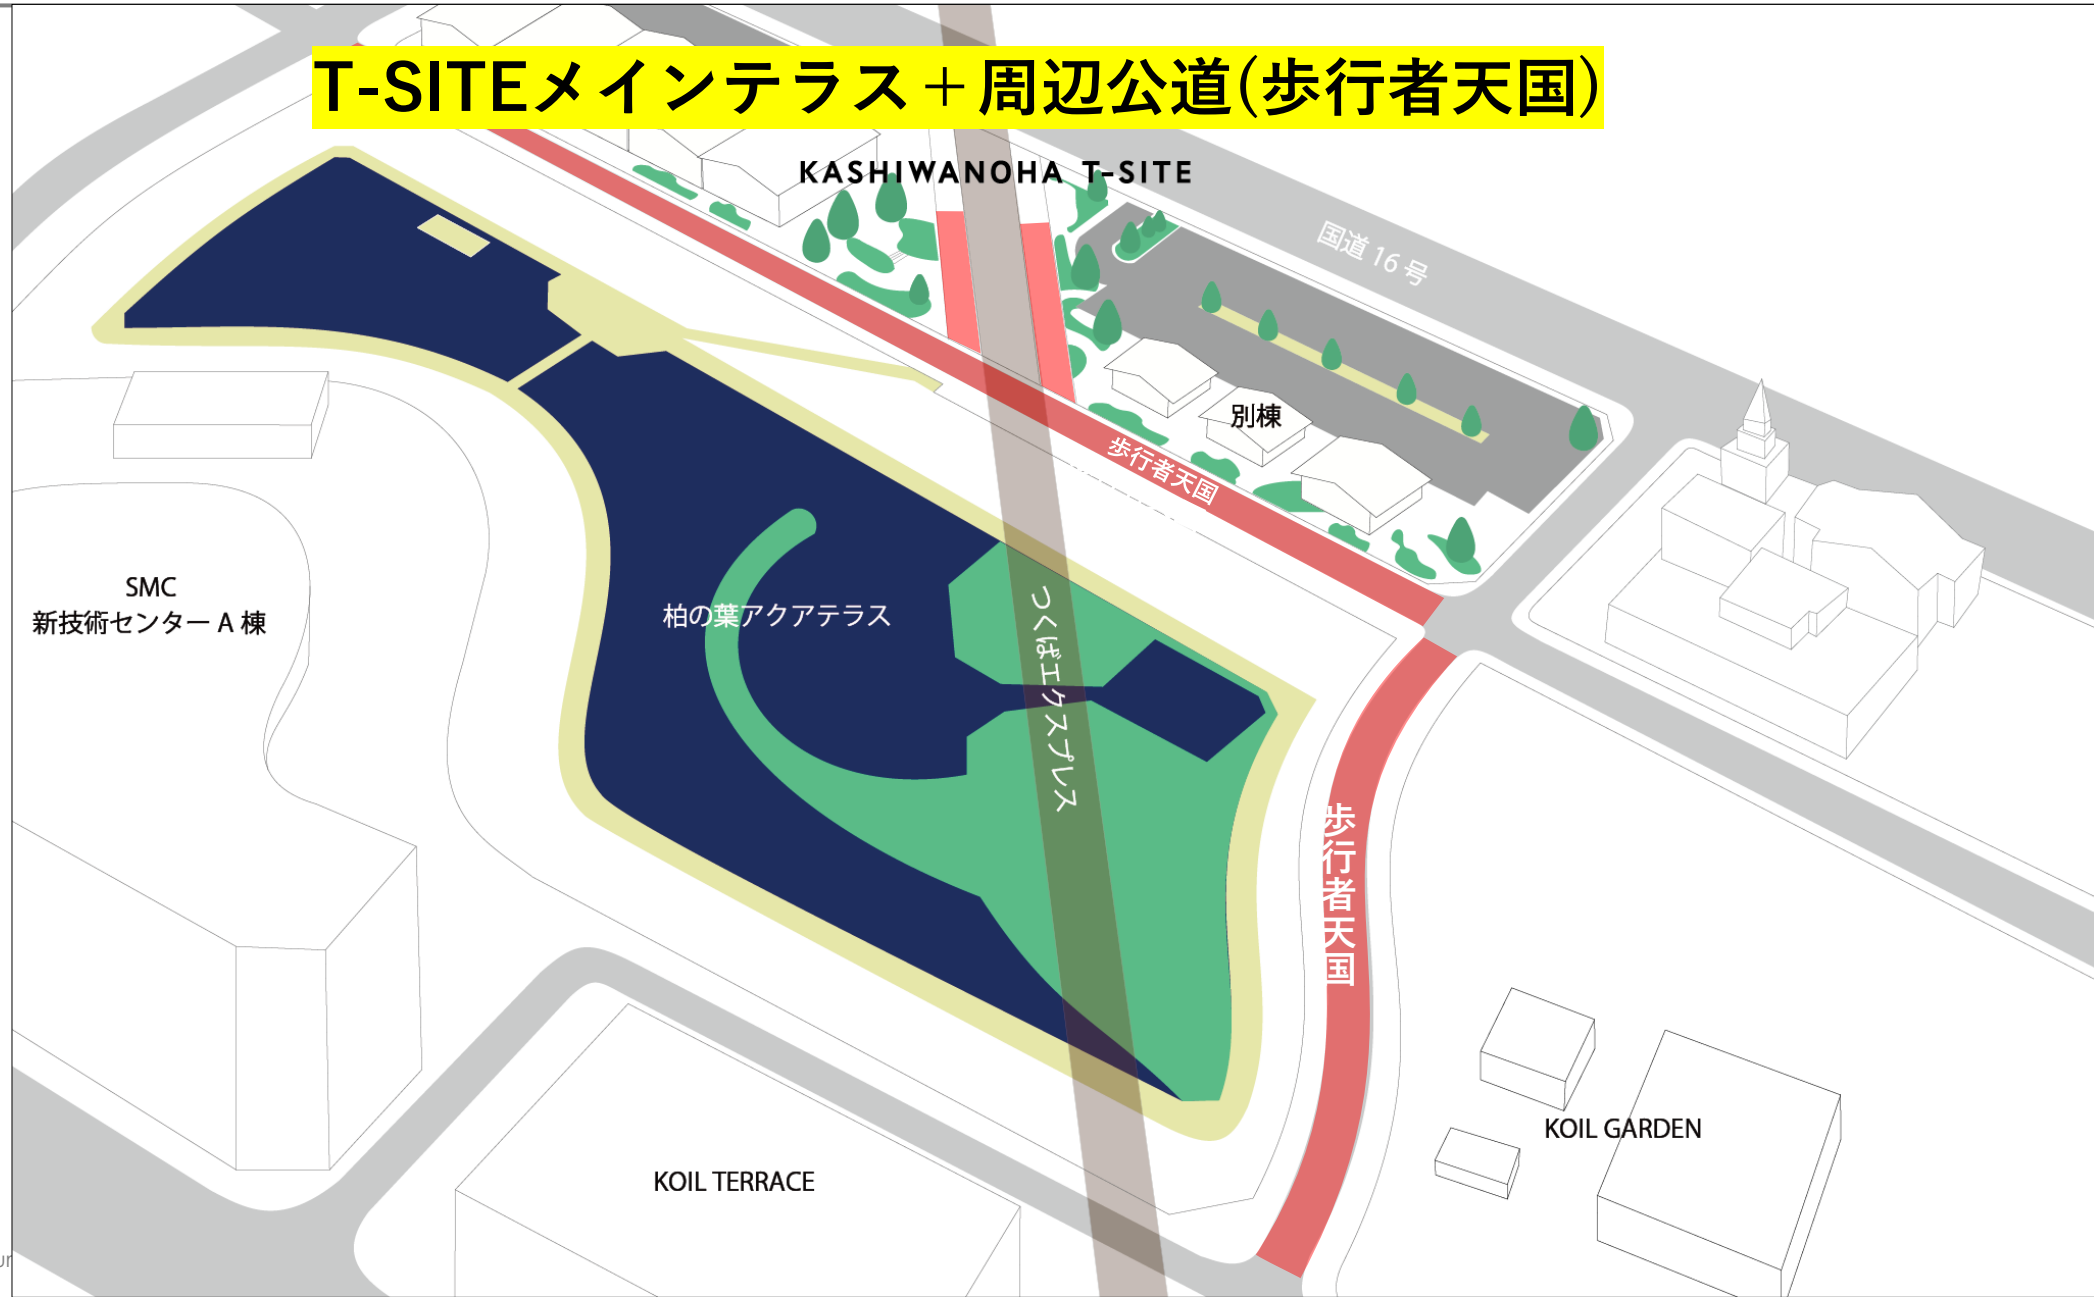 T-SITEメインテラス＋周辺公道(歩行者天国)
KASHIWANOHA T-SITE
国道 16 号
別棟
歩行者天国
つくばエクスプレス
柏の葉アクアテラス
SMC
新技術センター A 棟
歩行者天国
KOIL GARDEN
KOIL TERRACE